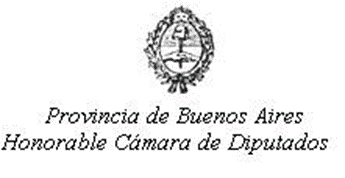 Provincia de Buenos Aires
Honorable Cámara de Diputados